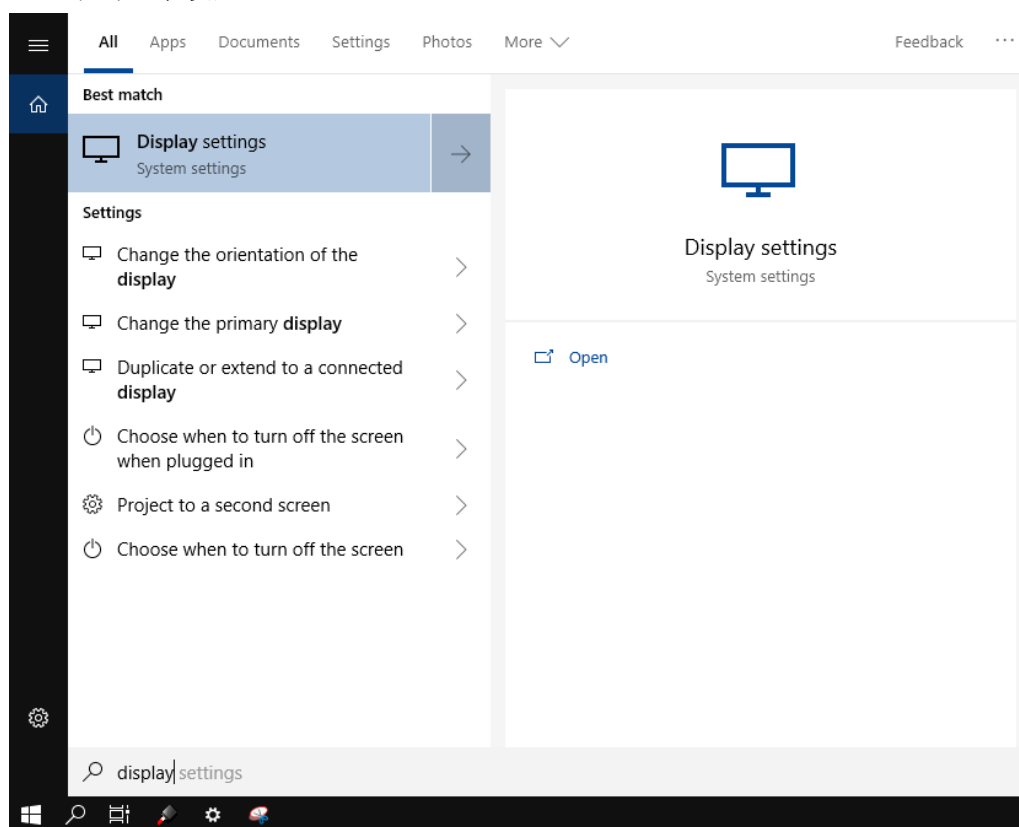 All Apps Documents Settings Photos More Feedback ...
Best match
Display settings
System settings
Settings
Change the orientation of the
display
Change the primary display
Duplicate or extend to a connected
display
Choose when to turn off the screen
when plugged in
Project to a second screen
Choose when to turn off the screen
Display settings
System settings
Open
display settings